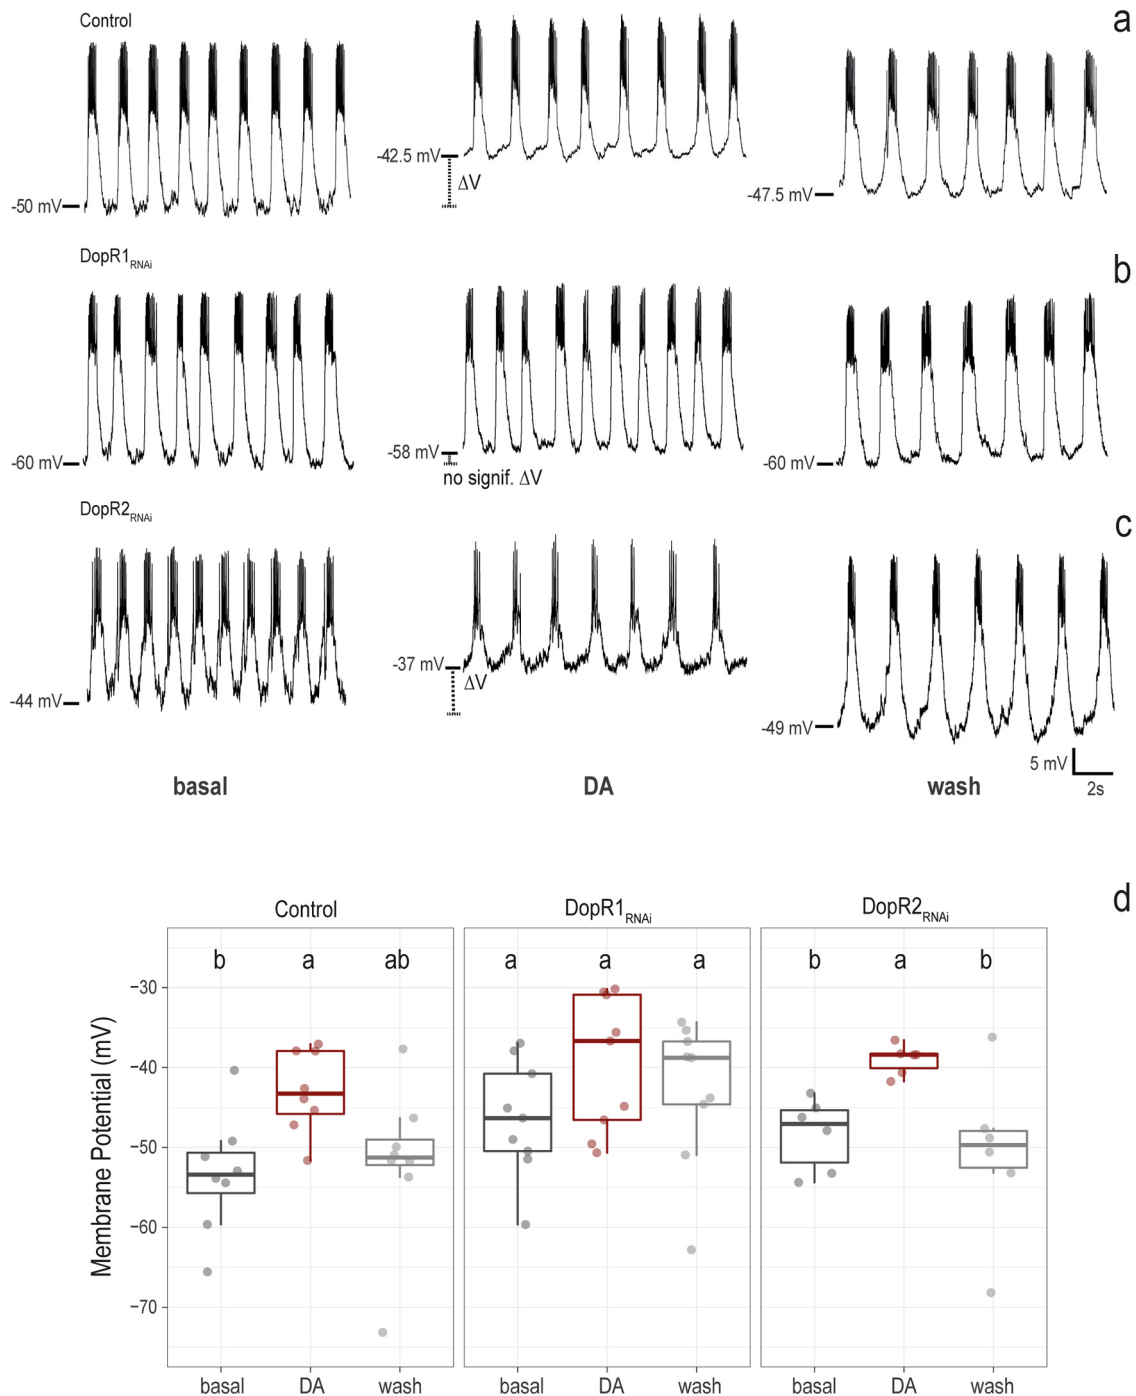 Control
a
-50 mV
-42.5 mV
ΔV
-47.5 mV
DopR1RNAi
b
-60 mV
-58 mV
no signif. ΔV
-60 mV
DopR2RNAi
c
-44 mV
-37 mV
ΔV
-49 mV
5 mV
2s
basal DA wash
d
Control DopR1RNAi DopR2RNAi
b a ab a a a b a b
Membrane Potential (mV)
−30
−40
−50
−60
−70
basal DA wash basal DA wash basal DA wash